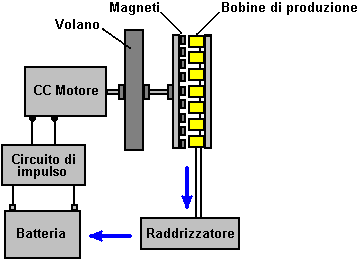 Magneti
Bobine di produzione
Volano
CC Motore
Circuito di
impulso
Batteria
Raddrizzatore